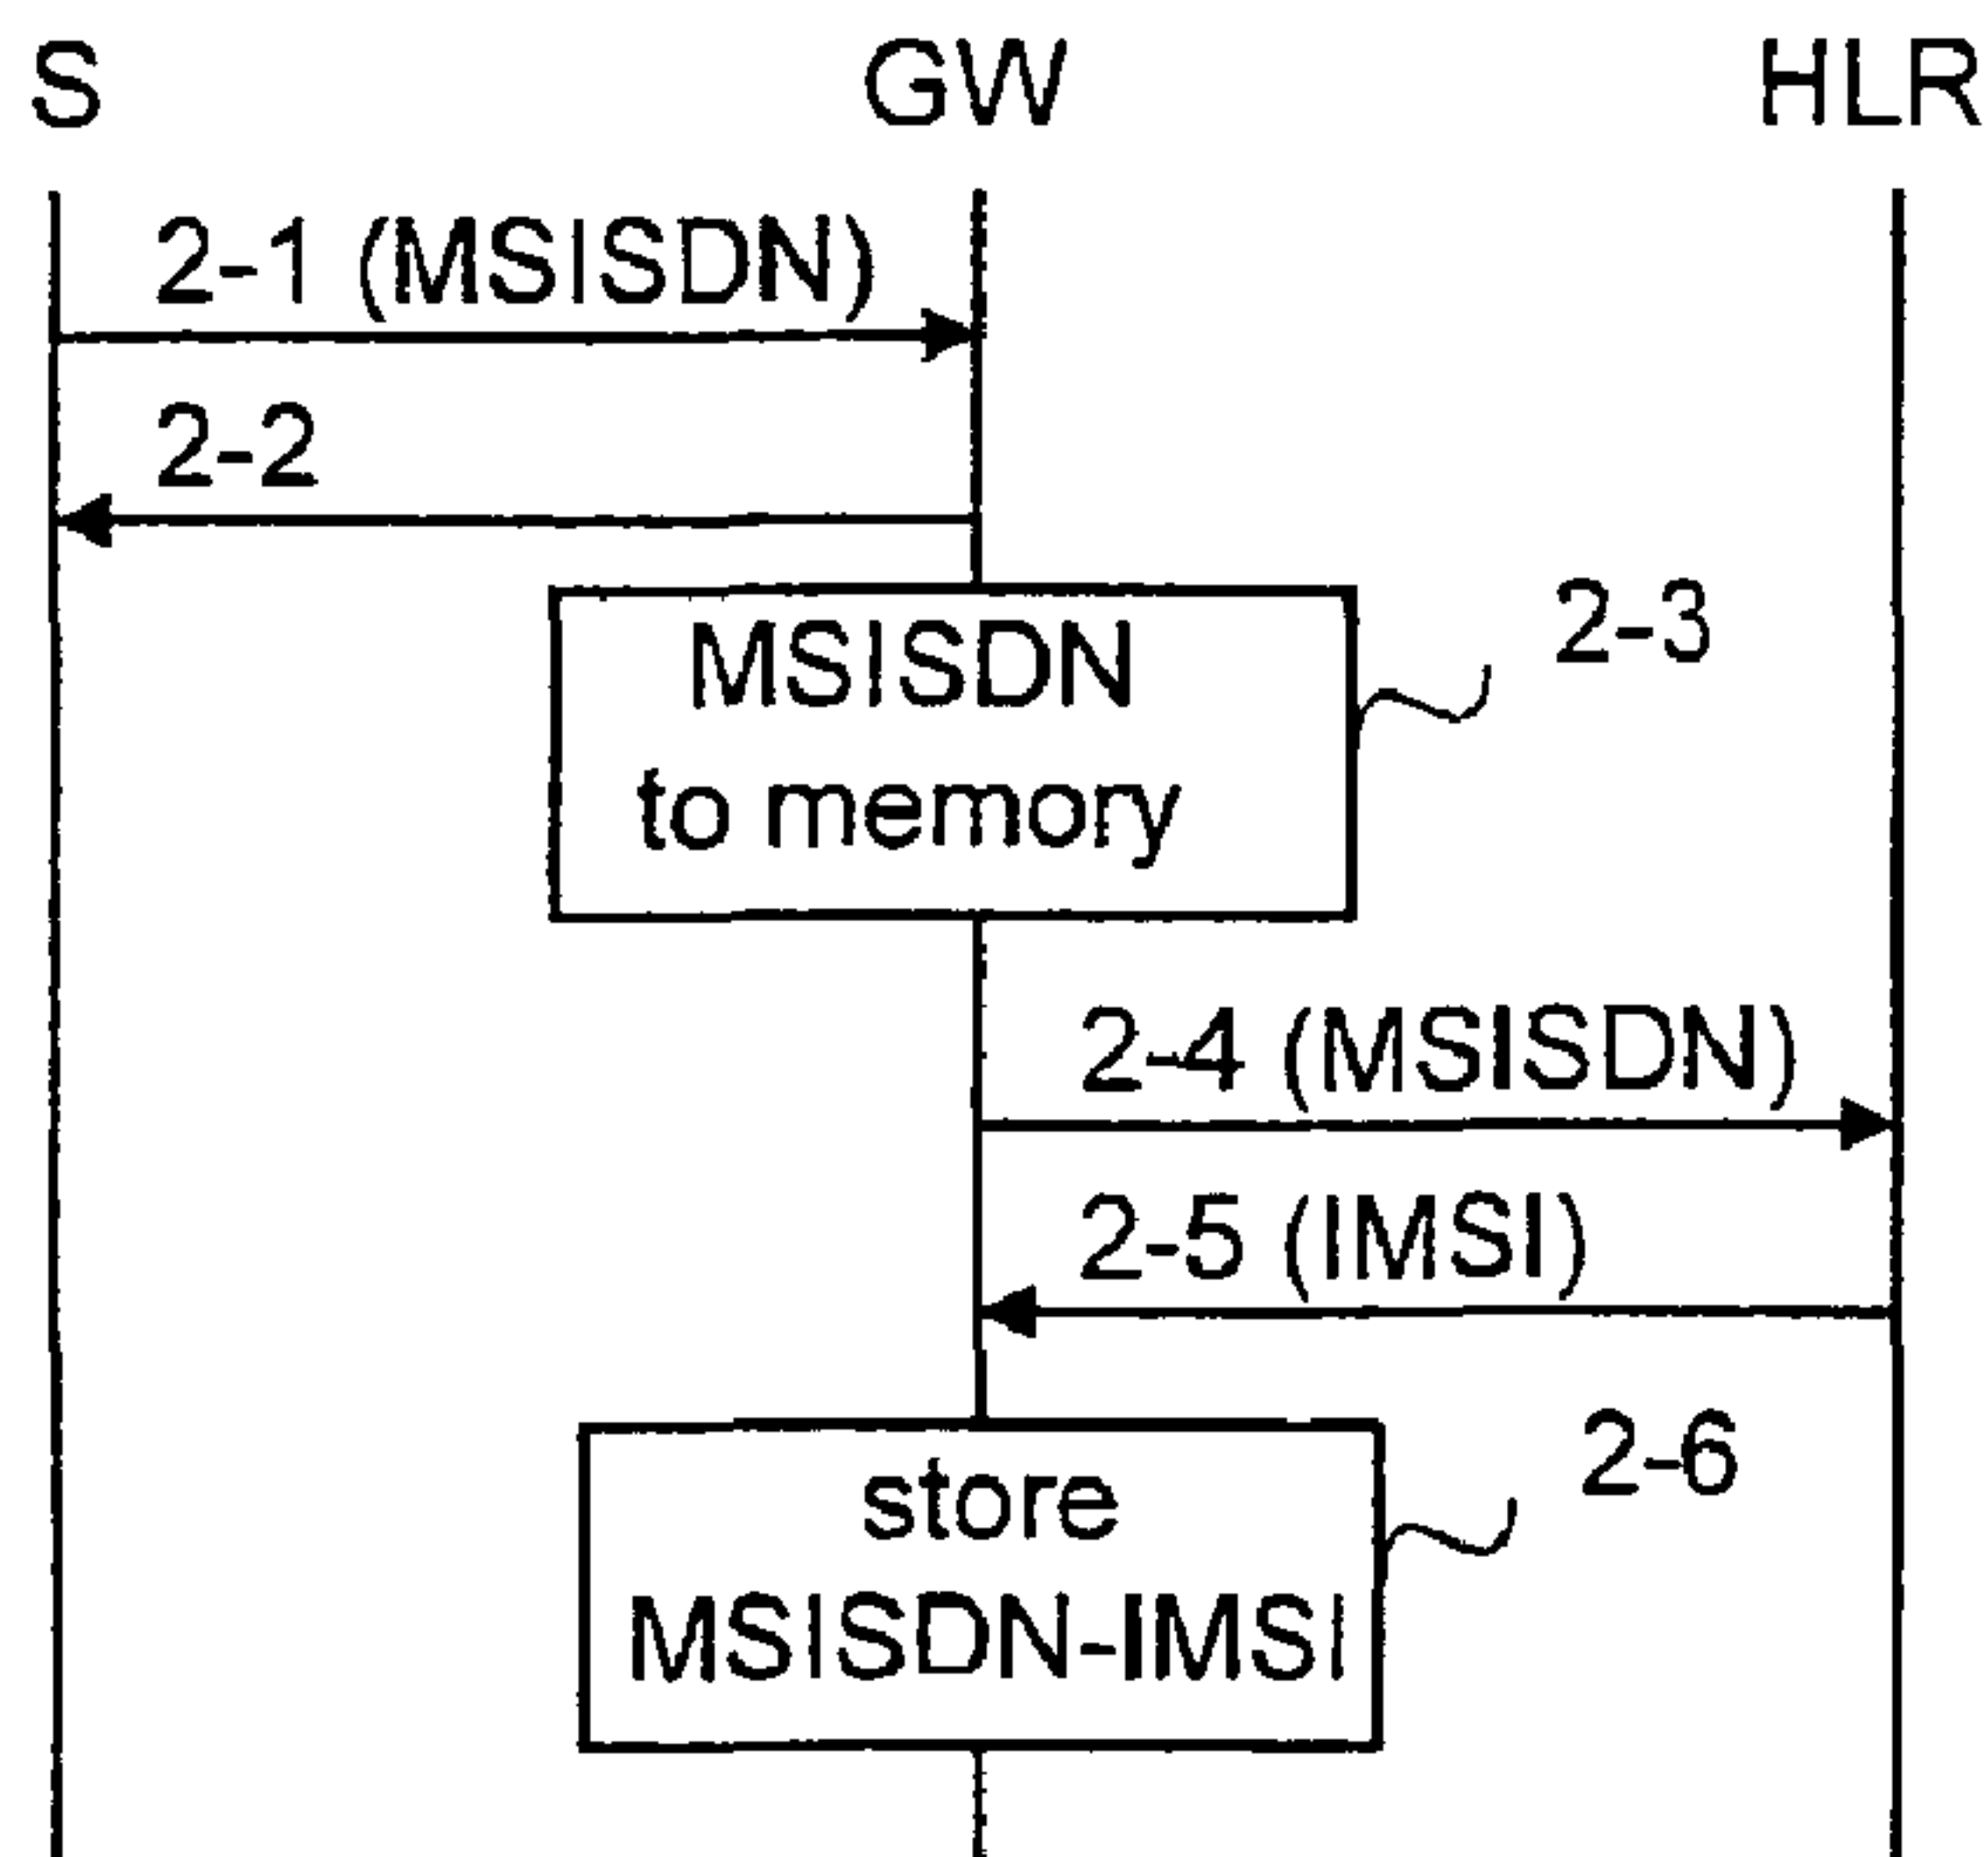 S GW HLR
2-1 (MSISDN)
2-2
2-3
MSISDN
to memory
2-4 (MSISDN)
2-5 (IMSI)
2-6
store
MSISDN-IMSI